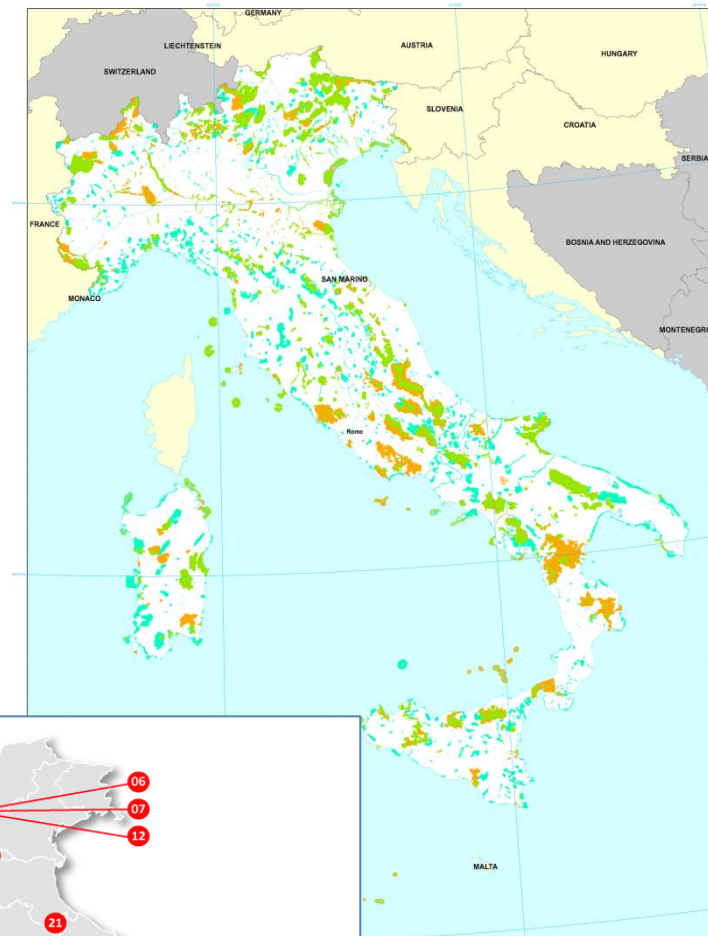 GERMANY
LIECHTENSTEIN
AUSTRIA
HUNGARY
SWITZERLAND
SLOVENIA
CROATIA
SERBIA
FRANCE
BOSNIA AND HERZEGOVINA
SAN MARINO
MONACO
MONTENEGRO
Rome
MALTA
06
07
12
21